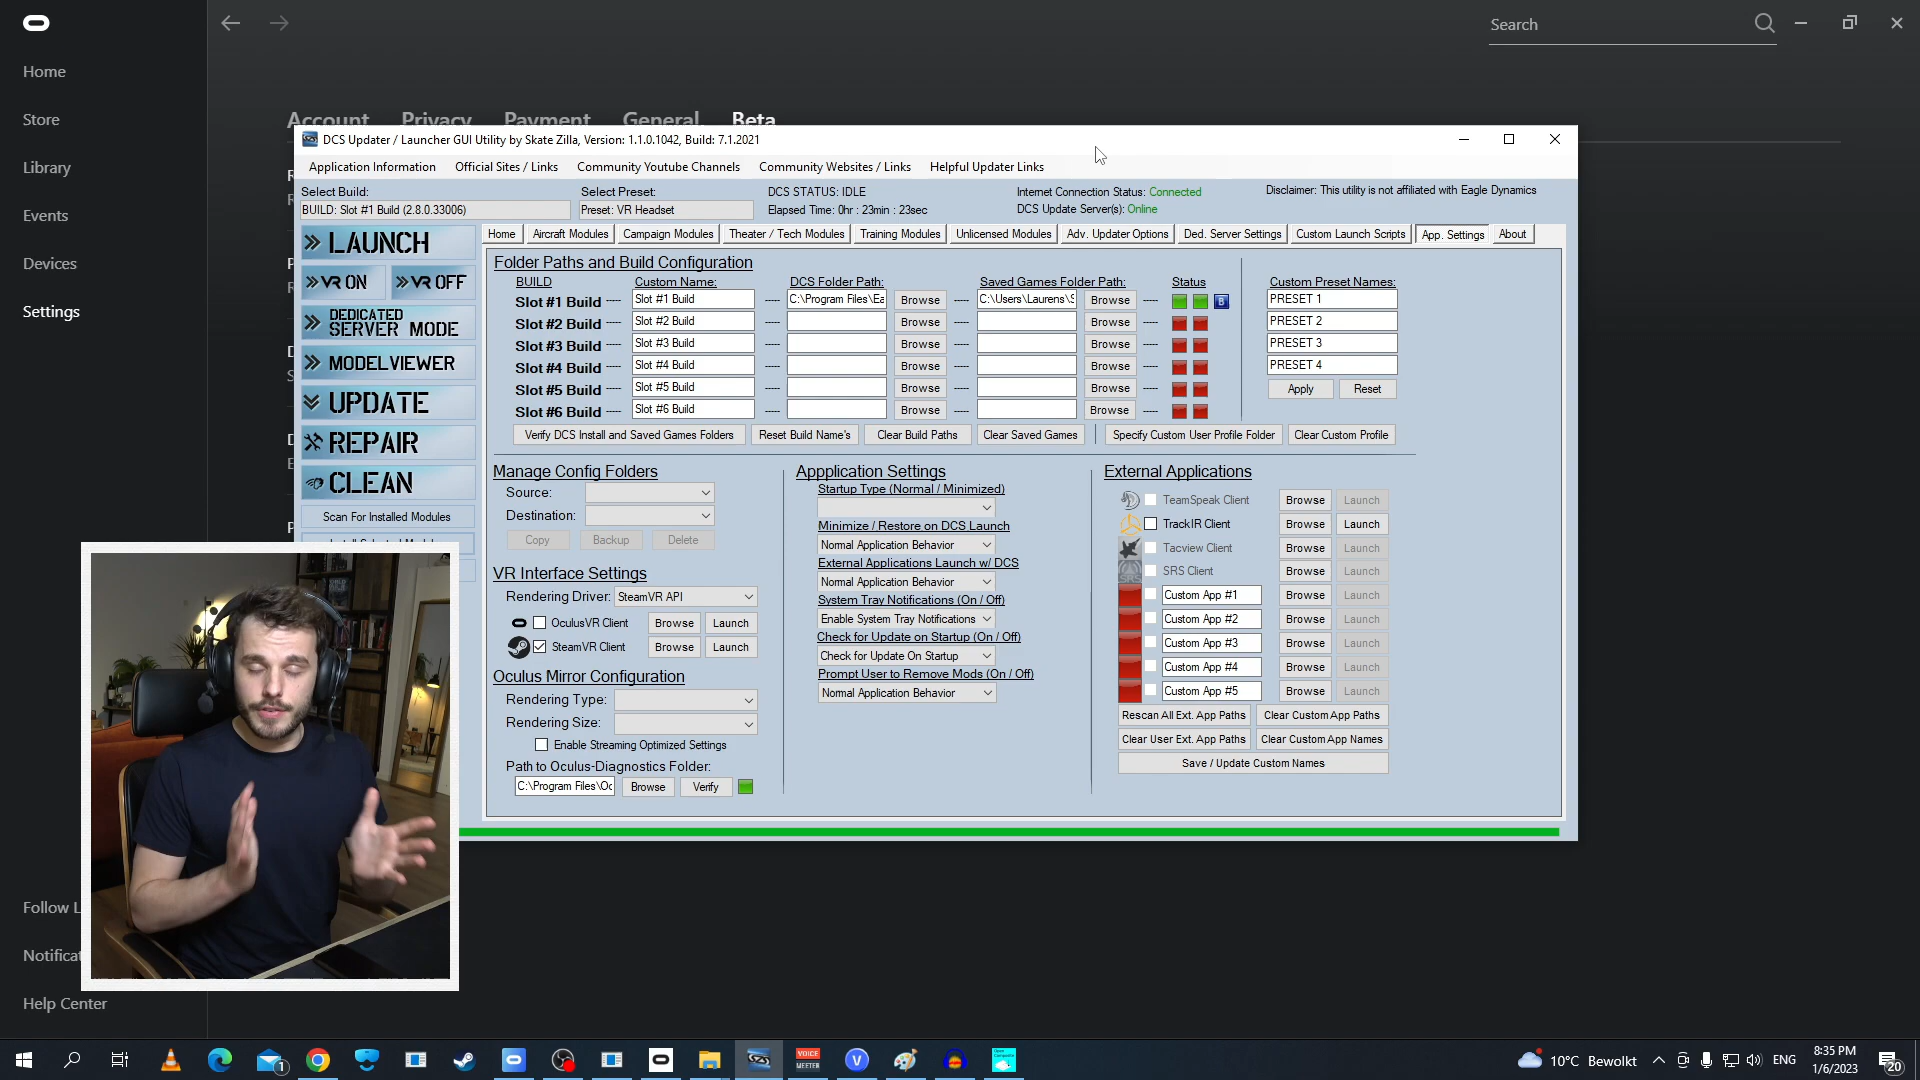 Search
Home
Store
Library
Events
Devices
Settings
Follow L
Notificat
Help Center
Account Privacy Payment General Beta
DCS Updater / Launcher GUI Utility by Skate Zilla, Version: 1.1.0.1042, Build: 7.1.2021
Application Information Official Sites / Links Community Youtube Channels Community Websites / Links Helpful Updater Links
Select Build: Select Preset: DCS STATUS: IDLE Internet Connection Status: Connected Disclaimer: This utility is not affiliated with Eagle Dynamics
BUILD: Slot #1 Build (2.8.0.33006) Preset: VR Headset Elapsed Time: 0hr : 23min : 23sec DCS Update Server(s): Online
LAUNCH
VR ON VR OFF
DEDICATED
SERVER MODE
MODELVIEWER
UPDATE
REPAIR
CLEAN
Scan For Installed Modules
Home Aircraft Modules Campaign Modules Theater / Tech Modules Training Modules Unlicensed Modules Adv. Updater Options Ded. Server Settings Custom Launch Scripts App. Settings About
Folder Paths and Build Configuration
BUILD Custom Name: DCS Folder Path: Saved Games Folder Path: Status Custom Preset Names:
Slot #1 Build ---- Slot #1 Build ---- C:\Program Files\Ea Browse ---- C:\Users\Laurens\S Browse ---- B PRESET 1
Slot #2 Build ---- Slot #2 Build ---- Browse ---- Browse ---- PRESET 2
Slot #3 Build ---- Slot #3 Build ---- Browse ---- Browse ---- PRESET 3
Slot #4 Build ---- Slot #4 Build ---- Browse ---- Browse ---- PRESET 4
Slot #5 Build ---- Slot #5 Build ---- Browse ---- Browse ---- Apply Reset
Slot #6 Build ---- Slot #6 Build ---- Browse ---- Browse ----
Verify DCS Install and Saved Games Folders Reset Build Name's Clear Build Paths Clear Saved Games Specify Custom User Profile Folder Clear Custom Profile
Manage Config Folders
Source:
Destination:
Copy Backup Delete
VR Interface Settings
Rendering Driver: SteamVR API
OculusVR Client Browse Launch
SteamVR Client Browse Launch
Oculus Mirror Configuration
Rendering Type:
Rendering Size:
Enable Streaming Optimized Settings
Path to Oculus-Diagnostics Folder:
C:\Program Files\Oc Browse Verify
Appplication Settings
Startup Type (Normal / Minimized)
Minimize / Restore on DCS Launch
Normal Application Behavior
External Applications Launch w/ DCS
Normal Application Behavior
System Tray Notifications (On / Off)
Enable System Tray Notifications
Check for Update on Startup (On / Off)
Check for Update On Startup
Prompt User to Remove Mods (On / Off)
Normal Application Behavior
External Applications
TeamSpeak Client Browse Launch
TrackIR Client Browse Launch
Tacview Client Browse Launch
SRS SRS Client Browse Launch
Custom App #1 Browse Launch
Custom App #2 Browse Launch
Custom App #3 Browse Launch
Custom App #4 Browse Launch
Custom App #5 Browse Launch
Rescan All Ext. App Paths Clear Custom App Paths
Clear User Ext. App Paths Clear Custom App Names
Save / Update Custom Names
1 VOICE MEETER V 10°C Bewolkt ENG 8:35 PM
1/6/2023 20